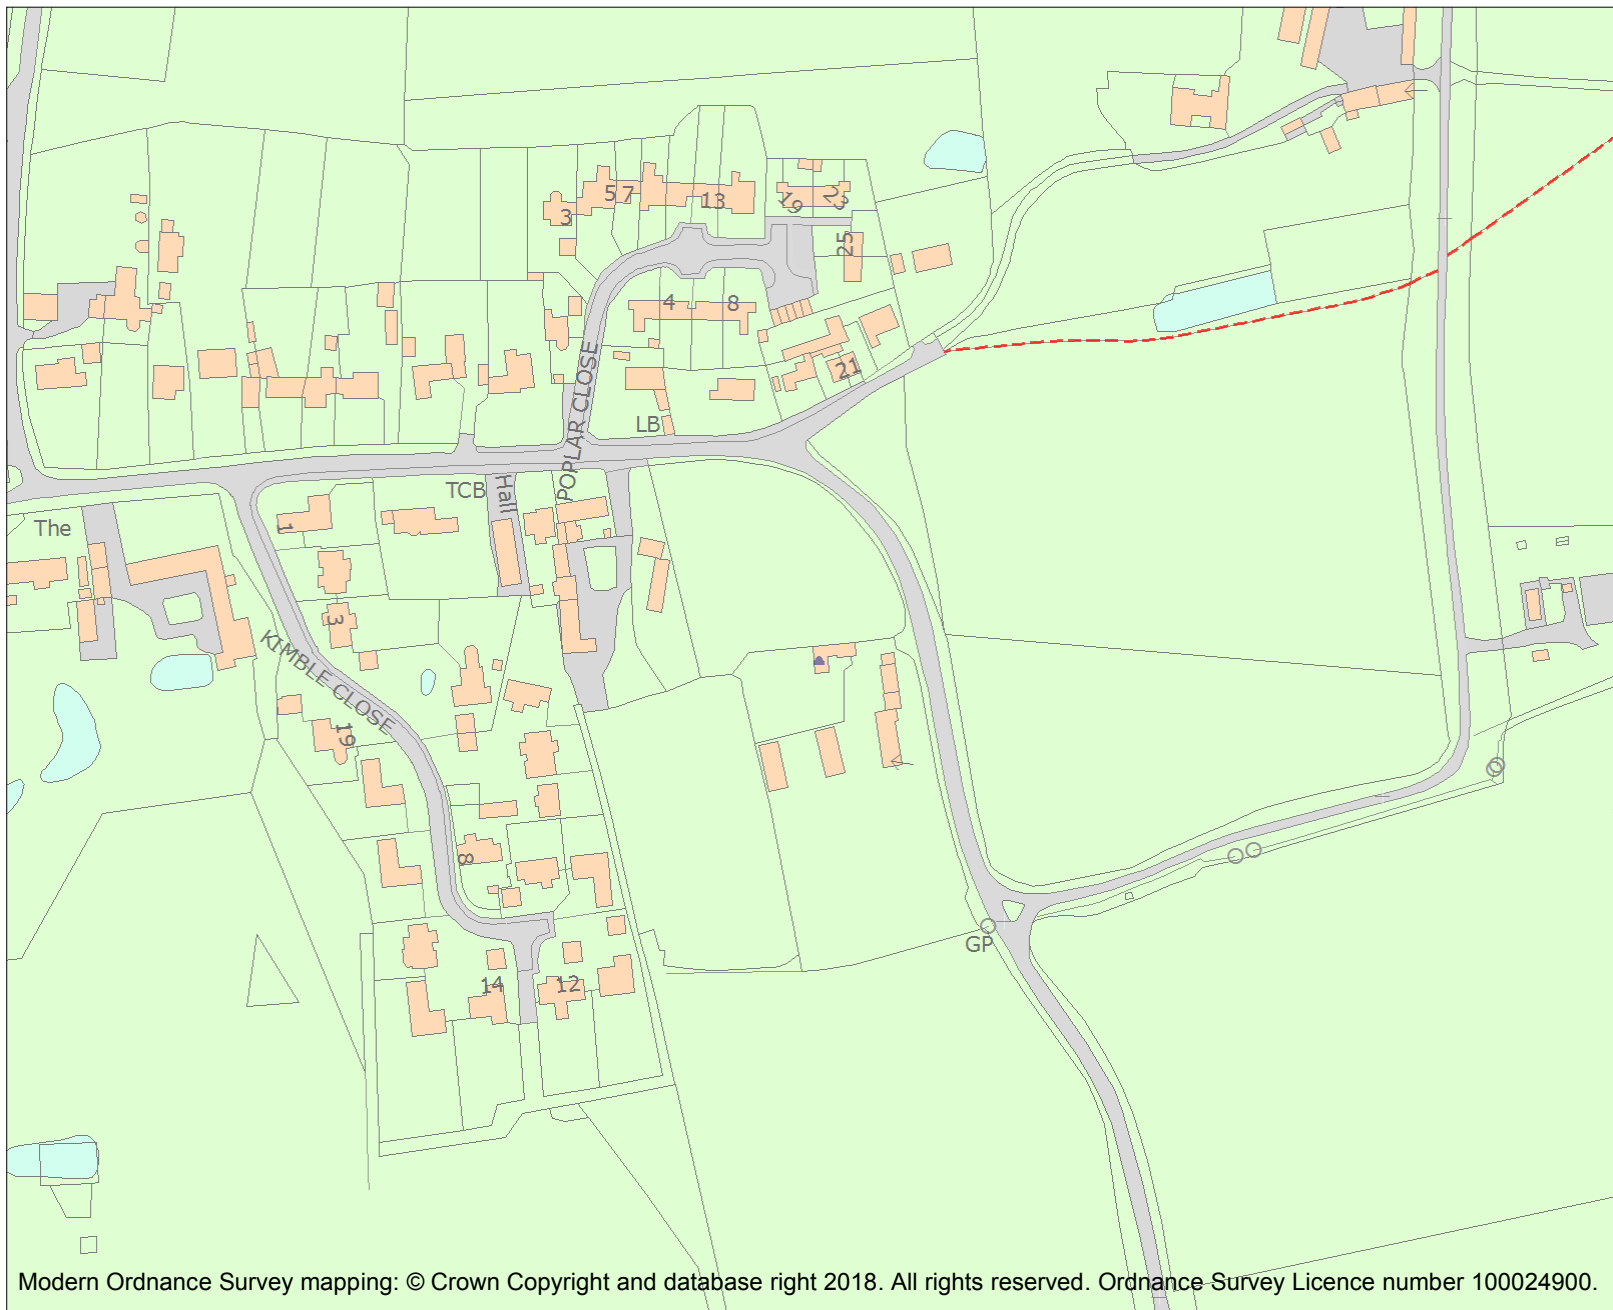 5
7
13
3
19
23
25
4
8
21
POPLAR CLOSE
LB
TCB
Hall
The
1
3
KIMBLE CLOSE
19
8
GP
14
12
Modern Ordnance Survey mapping: © Crown Copyright and database right 2018. All rights reserved. Ordnance Survey Licence number 100024900.